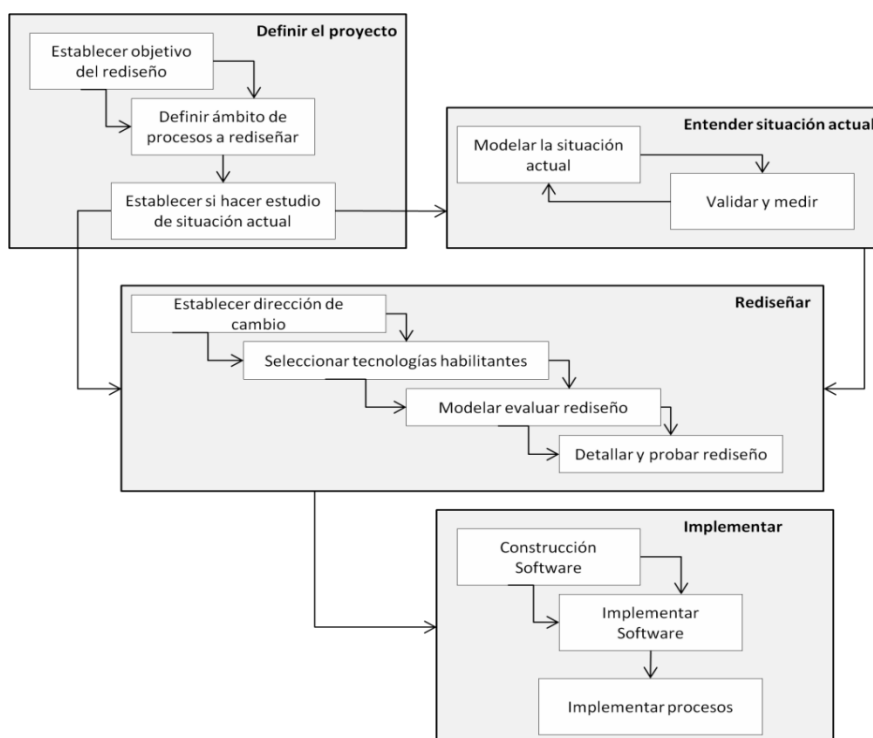 Definir el proyecto
Establecer objetivo
del rediseño
Definir ámbito de
procesos a rediseñar
Establecer si hacer estudio
de situación actual
Entender situación actual
Modelar la situación
actual
Validar y medir
Rediseñar
Establecer dirección de
cambio
Seleccionar tecnologías habilitantes
Modelar evaluar rediseño
Detallar y probar rediseño
Implementar
Construcción
Software
Implementar
Software
Implementar procesos